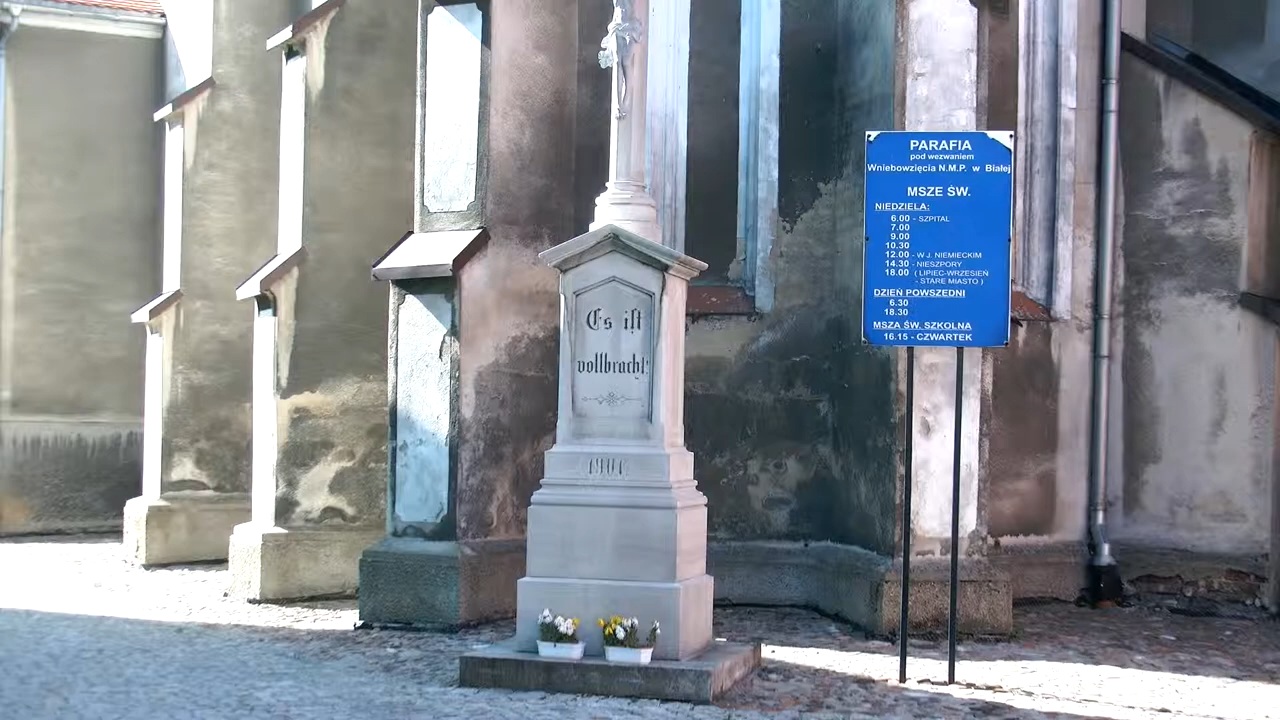 Es ist
vollbracht!
1901.
PARAFIA
pod wezwaniem
Wniebowzięcia N.M.P. w Białej
MSZE ŚW.
NIEDZIELA:
6.00 - SZPITAL
7.00
9.00
10.30
12.00 - W J. NIEMIECKIM
14.30 - NIESZPORY
18.00 ( LIPIEC-WRZESIEŃ
- STARE MIASTO )
DZIEŃ POWSZEDNI
6.30
18.30
MSZA ŚW. SZKOLNA
16.15 - CZWARTEK